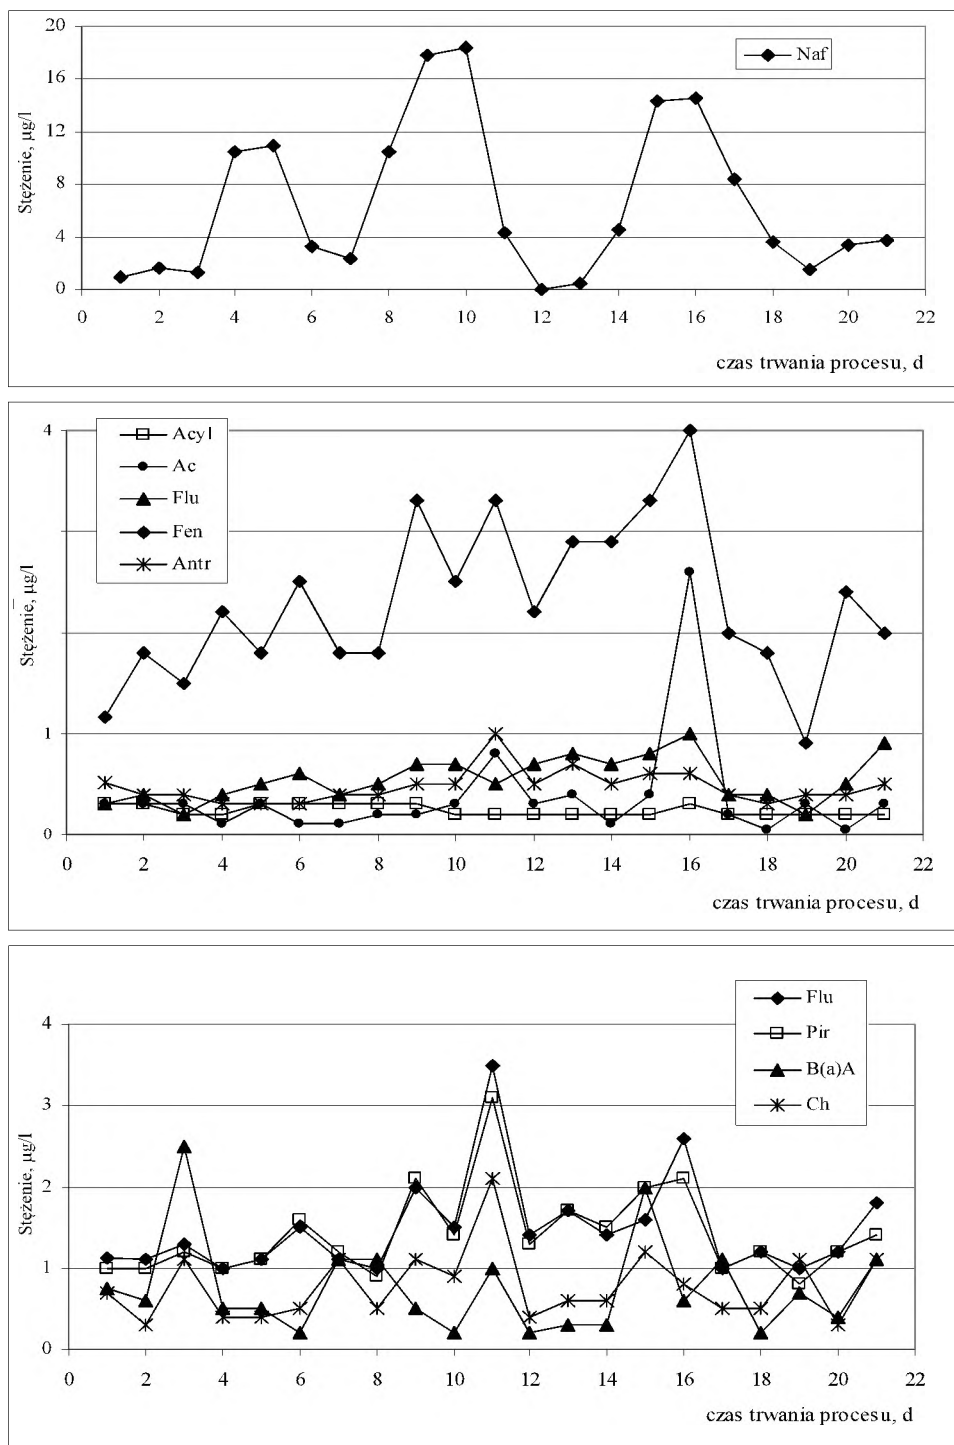 20
16
12
8
4
0
Stężenie, µg/l
Naf
0 2 4 6 8 10 12 14 16 18 20 22
czas trwania procesu, d
4
1
0
Stężenie, µg/l
Acyl
Ac
Flu
Fen
Antr
0 2 4 6 8 10 12 14 16 18 20 22
czas trwania procesu, d
4
3
2
1
0
Stężenie, µg/l
Flu
Pir
B(a)A
Ch
0 2 4 6 8 10 12 14 16 18 20 22
czas trwania procesu, d